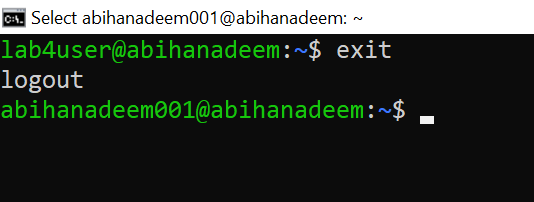 Select abihanadeem001@abihanadeem: ~
lab4user@abihanadeem:~$ exit
logout
abihanadeem001@abihanadeem:~$